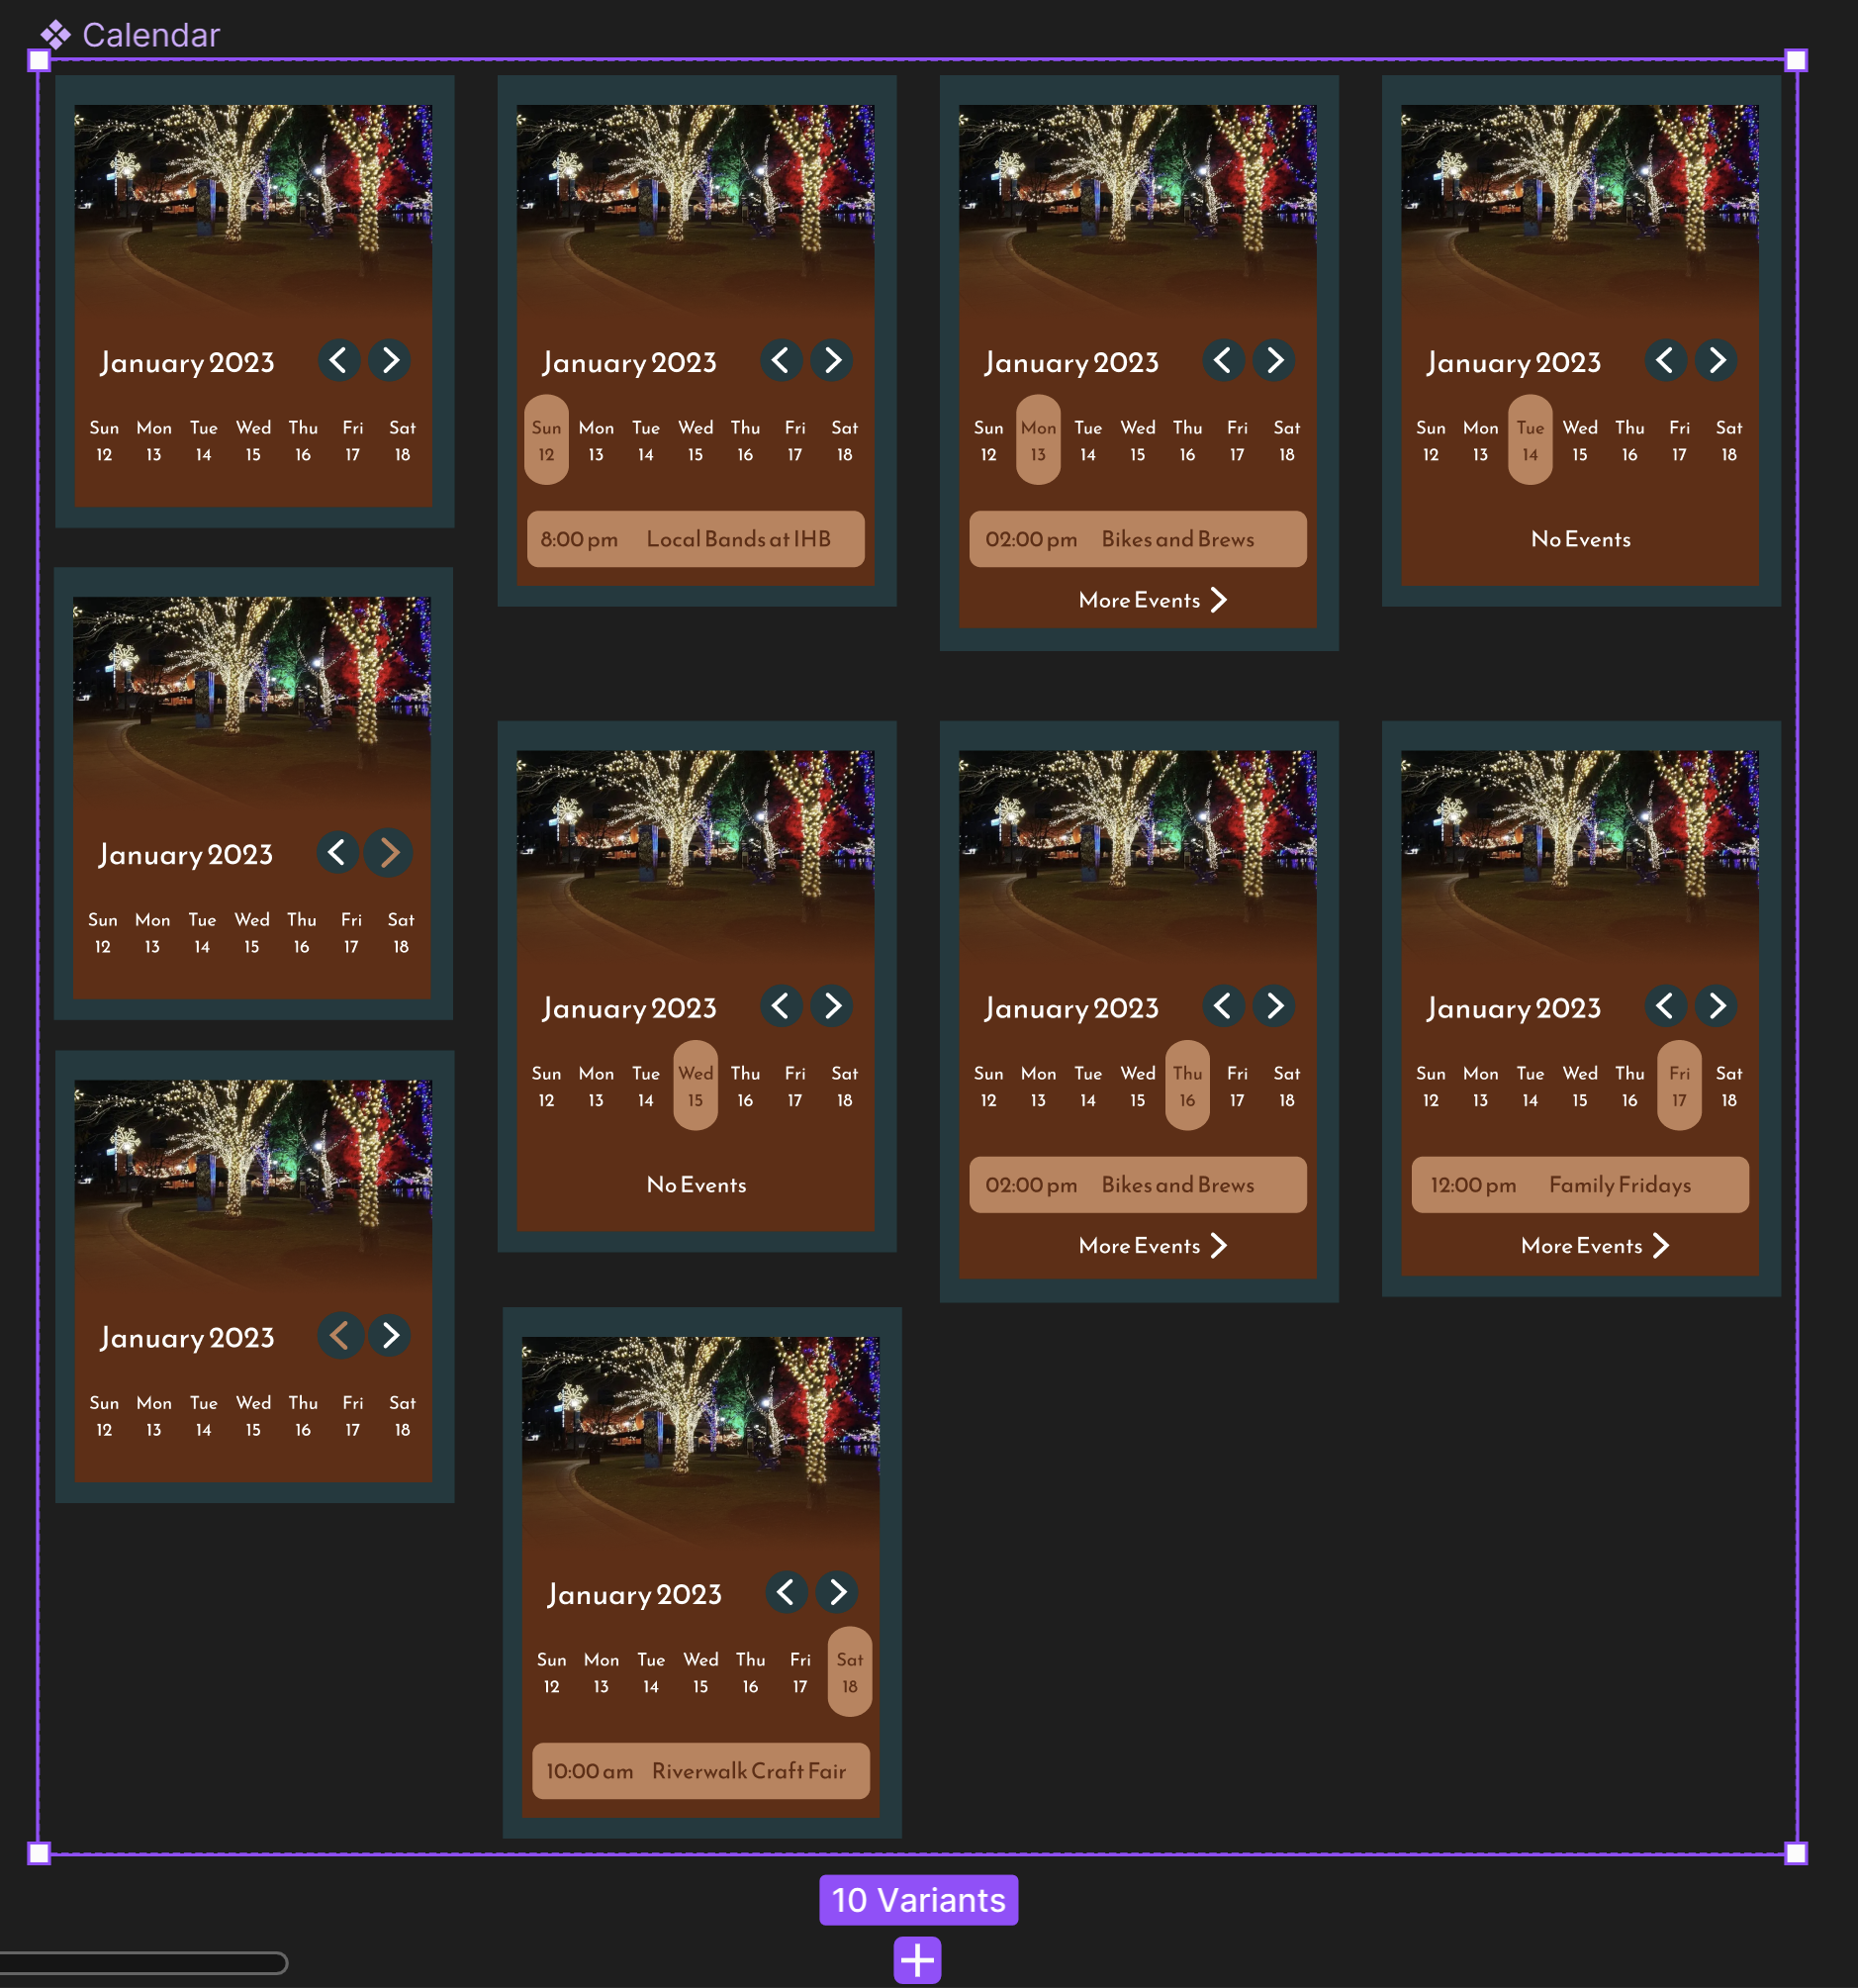 Calendar
January 2023
Sun Mon Tue Wed Thu Fri Sat
12 13 14 15 16 17 18
January 2023
Sun Mon Tue Wed Thu Fri Sat
12 13 14 15 16 17 18
8:00 pm Local Bands at IHB
January 2023
Sun Mon Tue Wed Thu Fri Sat
12 13 14 15 16 17 18
02:00 pm Bikes and Brews
More Events
January 2023
Sun Mon Tue Wed Thu Fri Sat
12 13 14 15 16 17 18
No Events
January 2023
Sun Mon Tue Wed Thu Fri Sat
12 13 14 15 16 17 18
January 2023
Sun Mon Tue Wed Thu Fri Sat
12 13 14 15 16 17 18
No Events
January 2023
Sun Mon Tue Wed Thu Fri Sat
12 13 14 15 16 17 18
02:00 pm Bikes and Brews
More Events
January 2023
Sun Mon Tue Wed Thu Fri Sat
12 13 14 15 16 17 18
12:00 pm Family Fridays
More Events
January 2023
Sun Mon Tue Wed Thu Fri Sat
12 13 14 15 16 17 18
January 2023
Sun Mon Tue Wed Thu Fri Sat
12 13 14 15 16 17 18
10:00 am Riverwalk Craft Fair
10 Variants